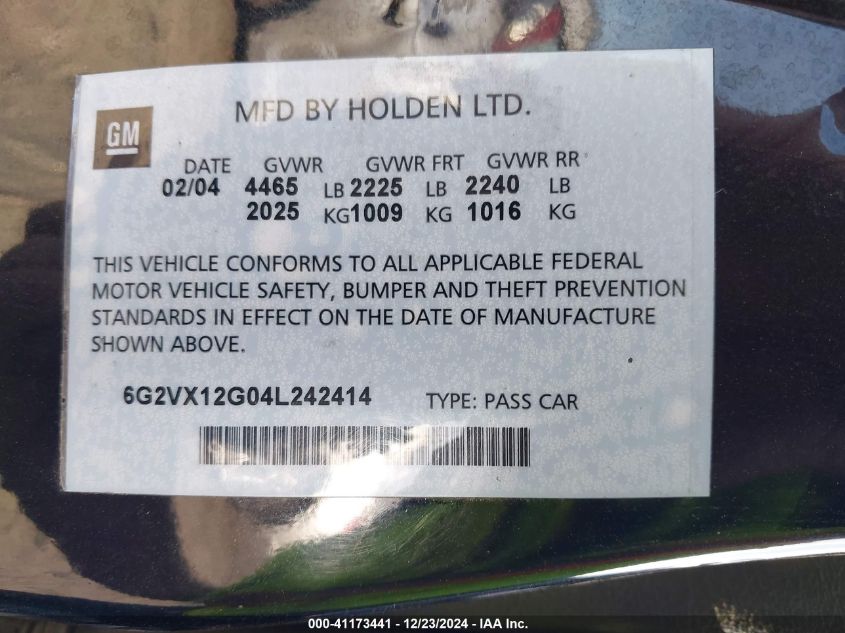 GM
MFD BY HOLDEN LTD.
DATE GVWR GVWR FRT GVWR RR
02/04 4465 LB 2225 LB 2240 LB
2025 KG 1009 KG 1016 KG
THIS VEHICLE CONFORMS TO ALL APPLICABLE FEDERAL
MOTOR VEHICLE SAFETY, BUMPER AND THEFT PREVENTION
STANDARDS IN EFFECT ON THE DATE OF MANUFACTURE
SHOWN ABOVE.
6G2VX12G04L242414 TYPE: PASS CAR
000-41173441 - 12/23/2024 - IAA Inc.